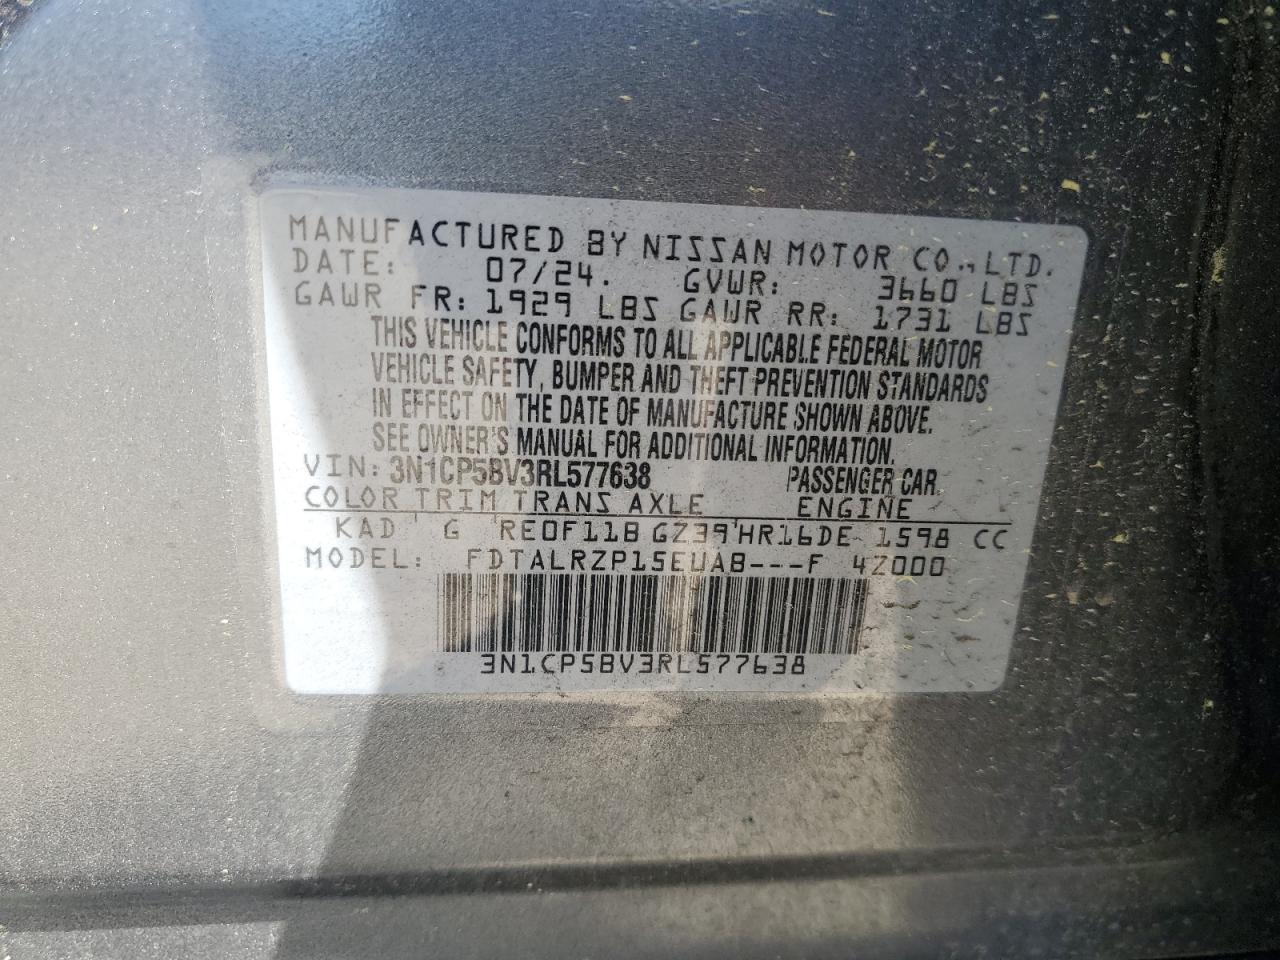 MANUFACTURED BY NISSAN MOTOR CO.,LTD.
DATE: 07/24. GVWR: 3660 LBS
GAWR FR: 1929 LBS GAWR RR: 1731 LBS
THIS VEHICLE CONFORMS TO ALL APPLICABLE FEDERAL MOTOR
VEHICLE SAFETY, BUMPER AND THEFT PREVENTION STANDARDS
IN EFFECT ON THE DATE OF MANUFACTURE SHOWN ABOVE.
SEE OWNER'S MANUAL FOR ADDITIONAL INFORMATION.
VIN: 3N1CP5BV3RL577638 PASSENGER CAR
COLOR TRIM TRANS AXLE ENGINE
KAD G RE0F11B GZ39 HR16DE 1598 CC
MODEL: FDTALRZP15EUAB---F 42000
3N1CP5BV3RL577638